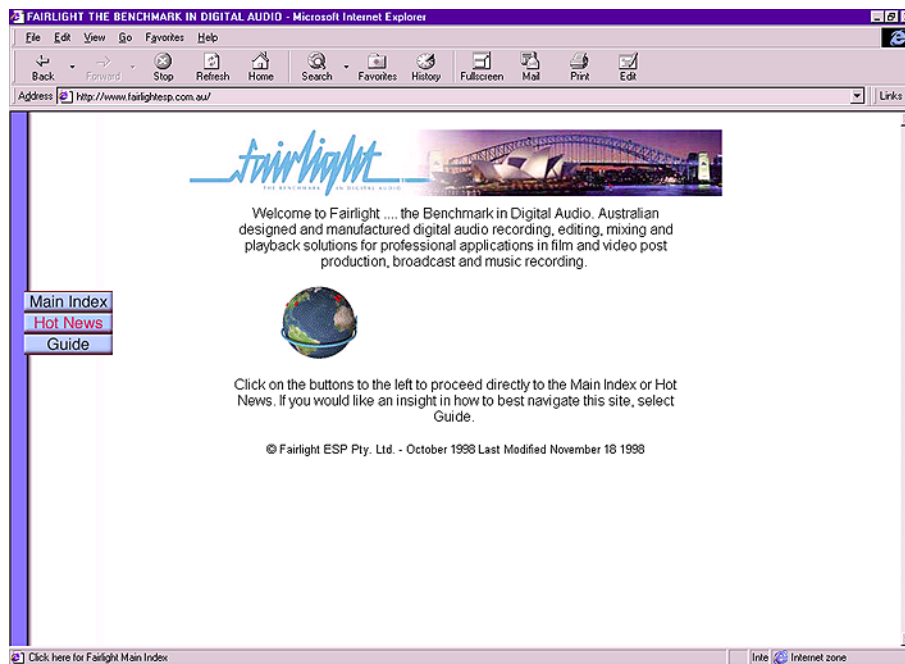 FAIRLIGHT THE BENCHMARK IN DIGITAL AUDIO - Microsoft Internet Explorer
File Edit View Go Favorites Help
Back Forward Stop Refresh Home Search Favorites History Fullscreen Mail Print Edit
Address http://www.fairlightesp.com.au/ Links
fairlight
THE BENCHMARK IN DIGITAL AUDIO
Welcome to Fairlight .... the Benchmark in Digital Audio. Australian
designed and manufactured digital audio recording, editing, mixing and
playback solutions for professional applications in film and video post
production, broadcast and music recording.
Main Index
Hot News
Guide
Click on the buttons to the left to proceed directly to the Main Index or Hot
News. If you would like an insight in how to best navigate this site, select
Guide.
© Fairlight ESP Pty. Ltd. - October 1998 Last Modified November 18 1998
Click here for Fairlight Main Index Inte Internet zone